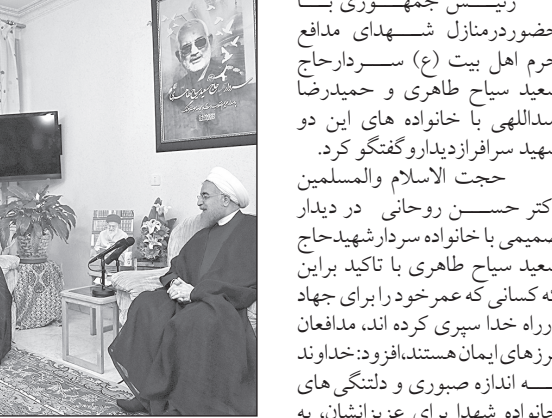 رئیس جمهوری با
حضوردرمنازل شهدای مدافع
حرم اهل بیت (ع) سردارحاج
سعید سیاح طاهری و حمیدرضا
اسداللهی با خانواده های این دو
شهید سرافرازدیداروگفتگو کرد.
حجت الاسلام والمسلمین
دکتر حسن روحانی در دیدار
صمیمی با خانواده سردارشهیدحاج
سعید سیاح طاهری با تاکید براین
که کسانی که عمرخود را برای جهاد
درراه خدا سپری کرده اند، مدافعان
مرزهای ایمان هستند،افزود:خداوند
به اندازه صبوری و دلتنگی های
خانواده شهدا برای عزیزانشان، به